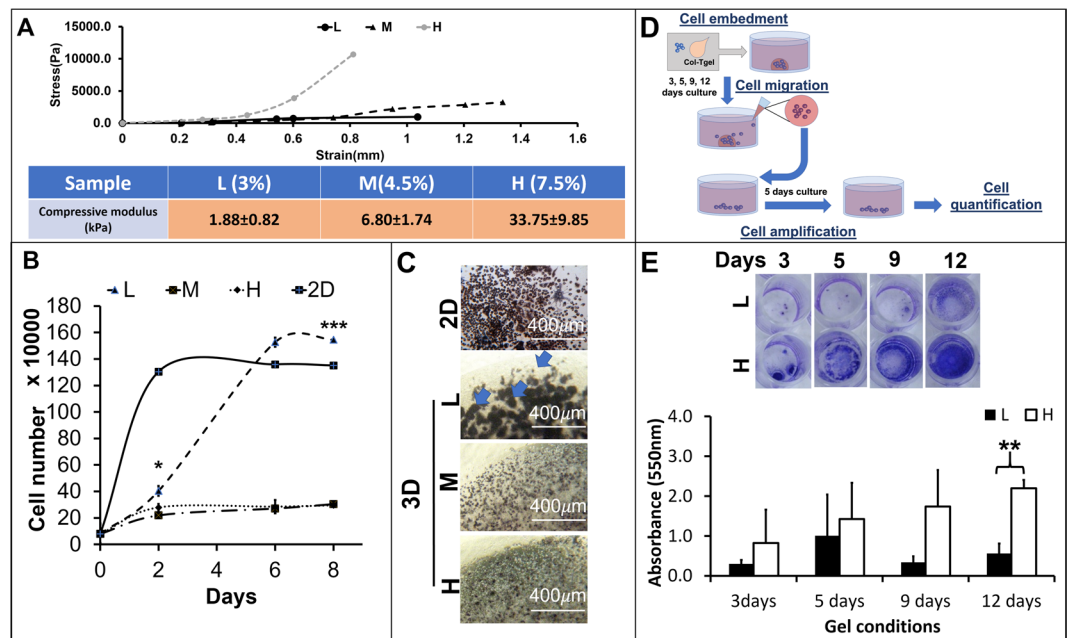 A
L M H
Stress(Pa)
15000.0
10000.0
5000.0
0.0
0 0.2 0.4 0.6 0.8 1 1.2 1.4 1.6
Strain(mm)
Sample L (3%) M(4.5%) H (7.5%)
Compressive modulus (kPa) 1.88±0.82 6.80±1.74 33.75±9.85
B
L M H 2D
Cell number x 10000
180
160
140
120
100
80
60
40
20
0
* ***
0 2 4 6 8
Days
C
2D
400μm
3D
L
400μm
M
400μm
H
400μm
D
Cell embedment
Col-Tgel
3, 5, 9, 12
days culture
Cell migration
5 days culture
Cell amplification
Cell
quantification
E
Days 3 5 9 12
L
H
L H
Absorbance (550nm)
4.0
3.0
2.0
1.0
0.0
**
3days 5 days 9 days 12 days
Gel conditions